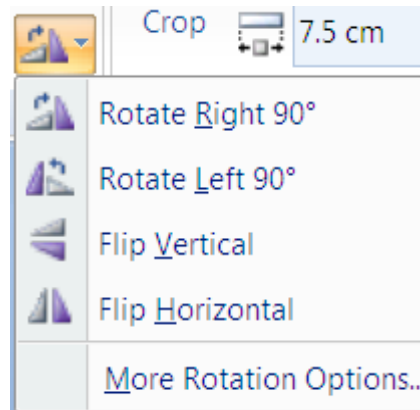 Crop 7.5 cm
Rotate Right 90°
Rotate Left 90°
Flip Vertical
Flip Horizontal
More Rotation Options..